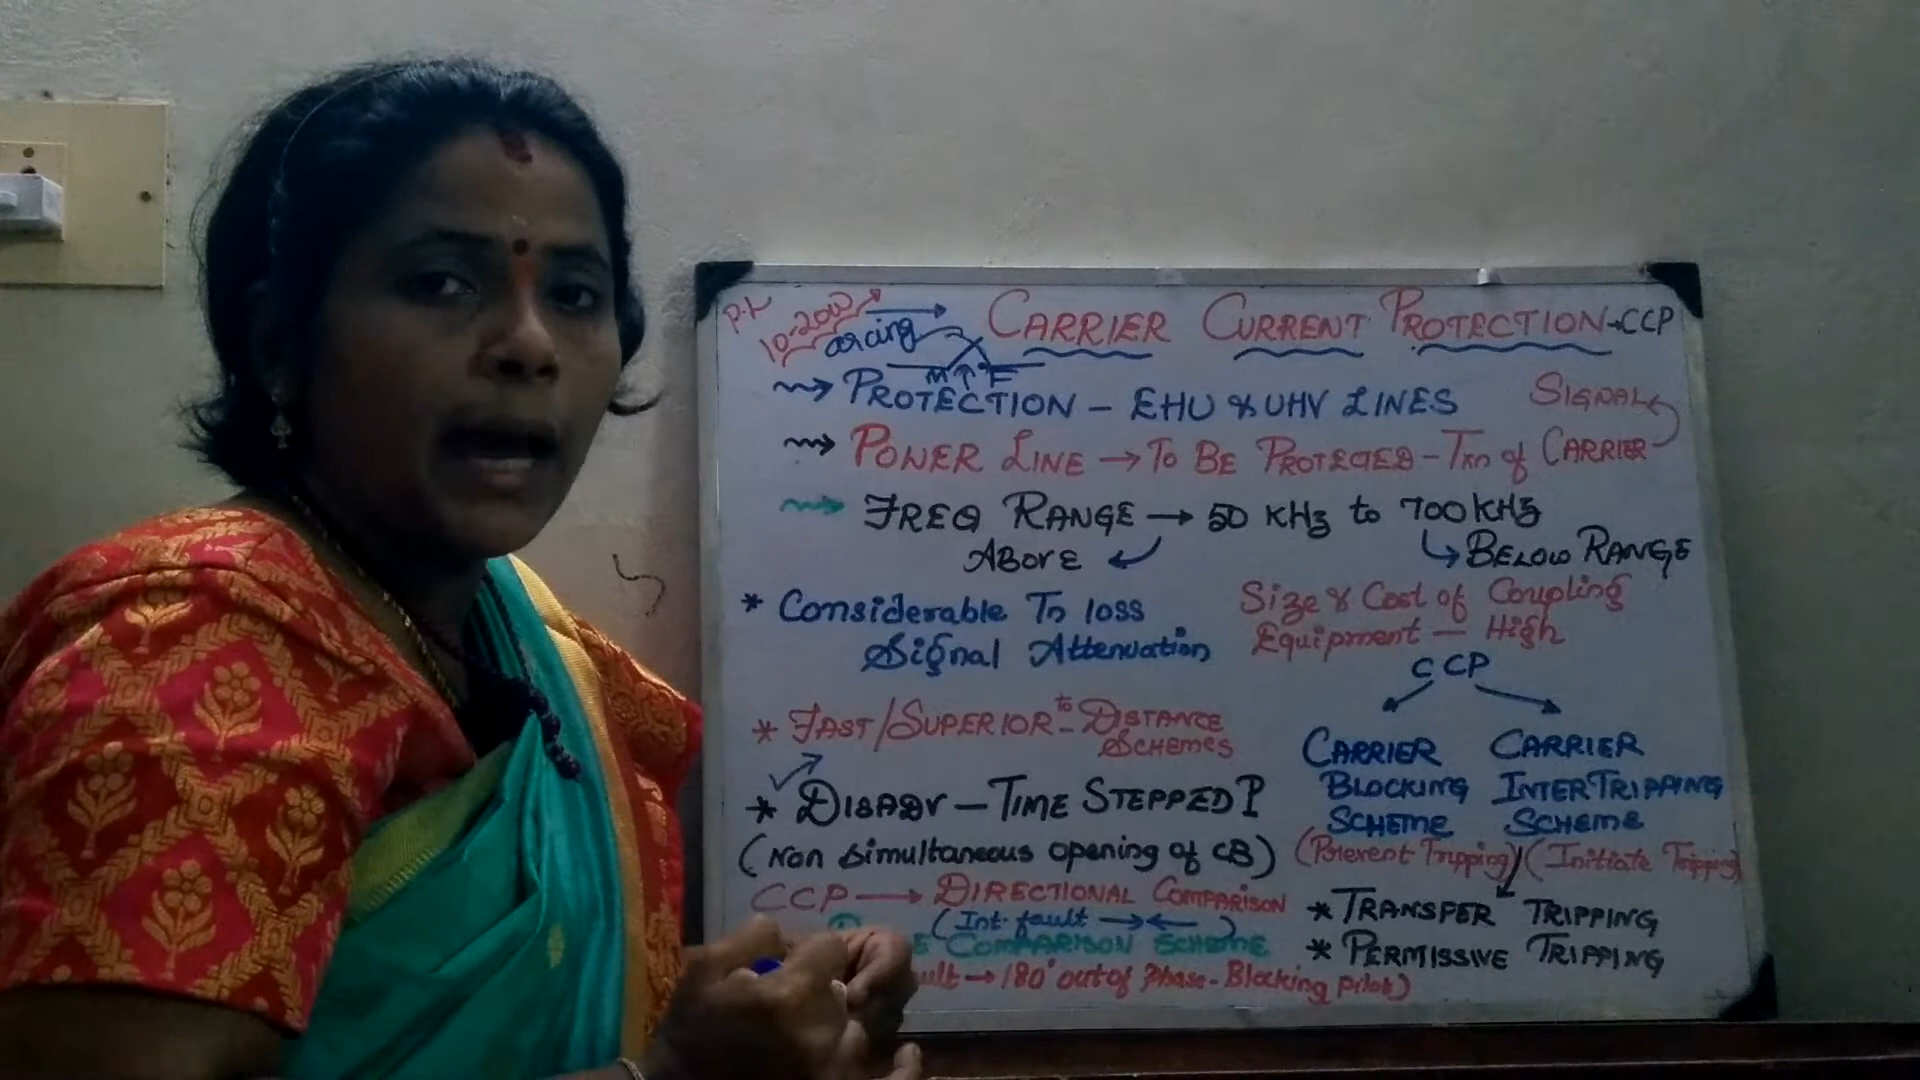 P.L
10-20W
arcing
M F
CARRIER CURRENT PROTECTION → CCP
PROTECTION - EHV & UHV LINES
SIGNAL
POWER LINE → TO BE PROTECTED - Txn of CARRIER
FREQ RANGE → 50 KHz to 700 KHz
ABOVE
BELOW RANGE
* Considerable Tn loss
Signal Attenuation
Size & Cost of Coupling
Equipment - High
* FAST/SUPERIOR to - DISTANCE
SCHEMES
* DISADV - TIME STEPPED P
(Non simultaneous opening of CB)
CCP → DIRECTIONAL COMPARISON
(Int. fault → ←)
COMPARISON SCHEME
→ 180° out of Phase - Blocking pilot)
CCP
CARRIER
BLOCKING
SCHEME
(Prevent Tripping)
CARRIER
INTERTRIPPING
SCHEME
(Initiate Tripping)
* TRANSFER TRIPPING
* PERMISSIVE TRIPPING